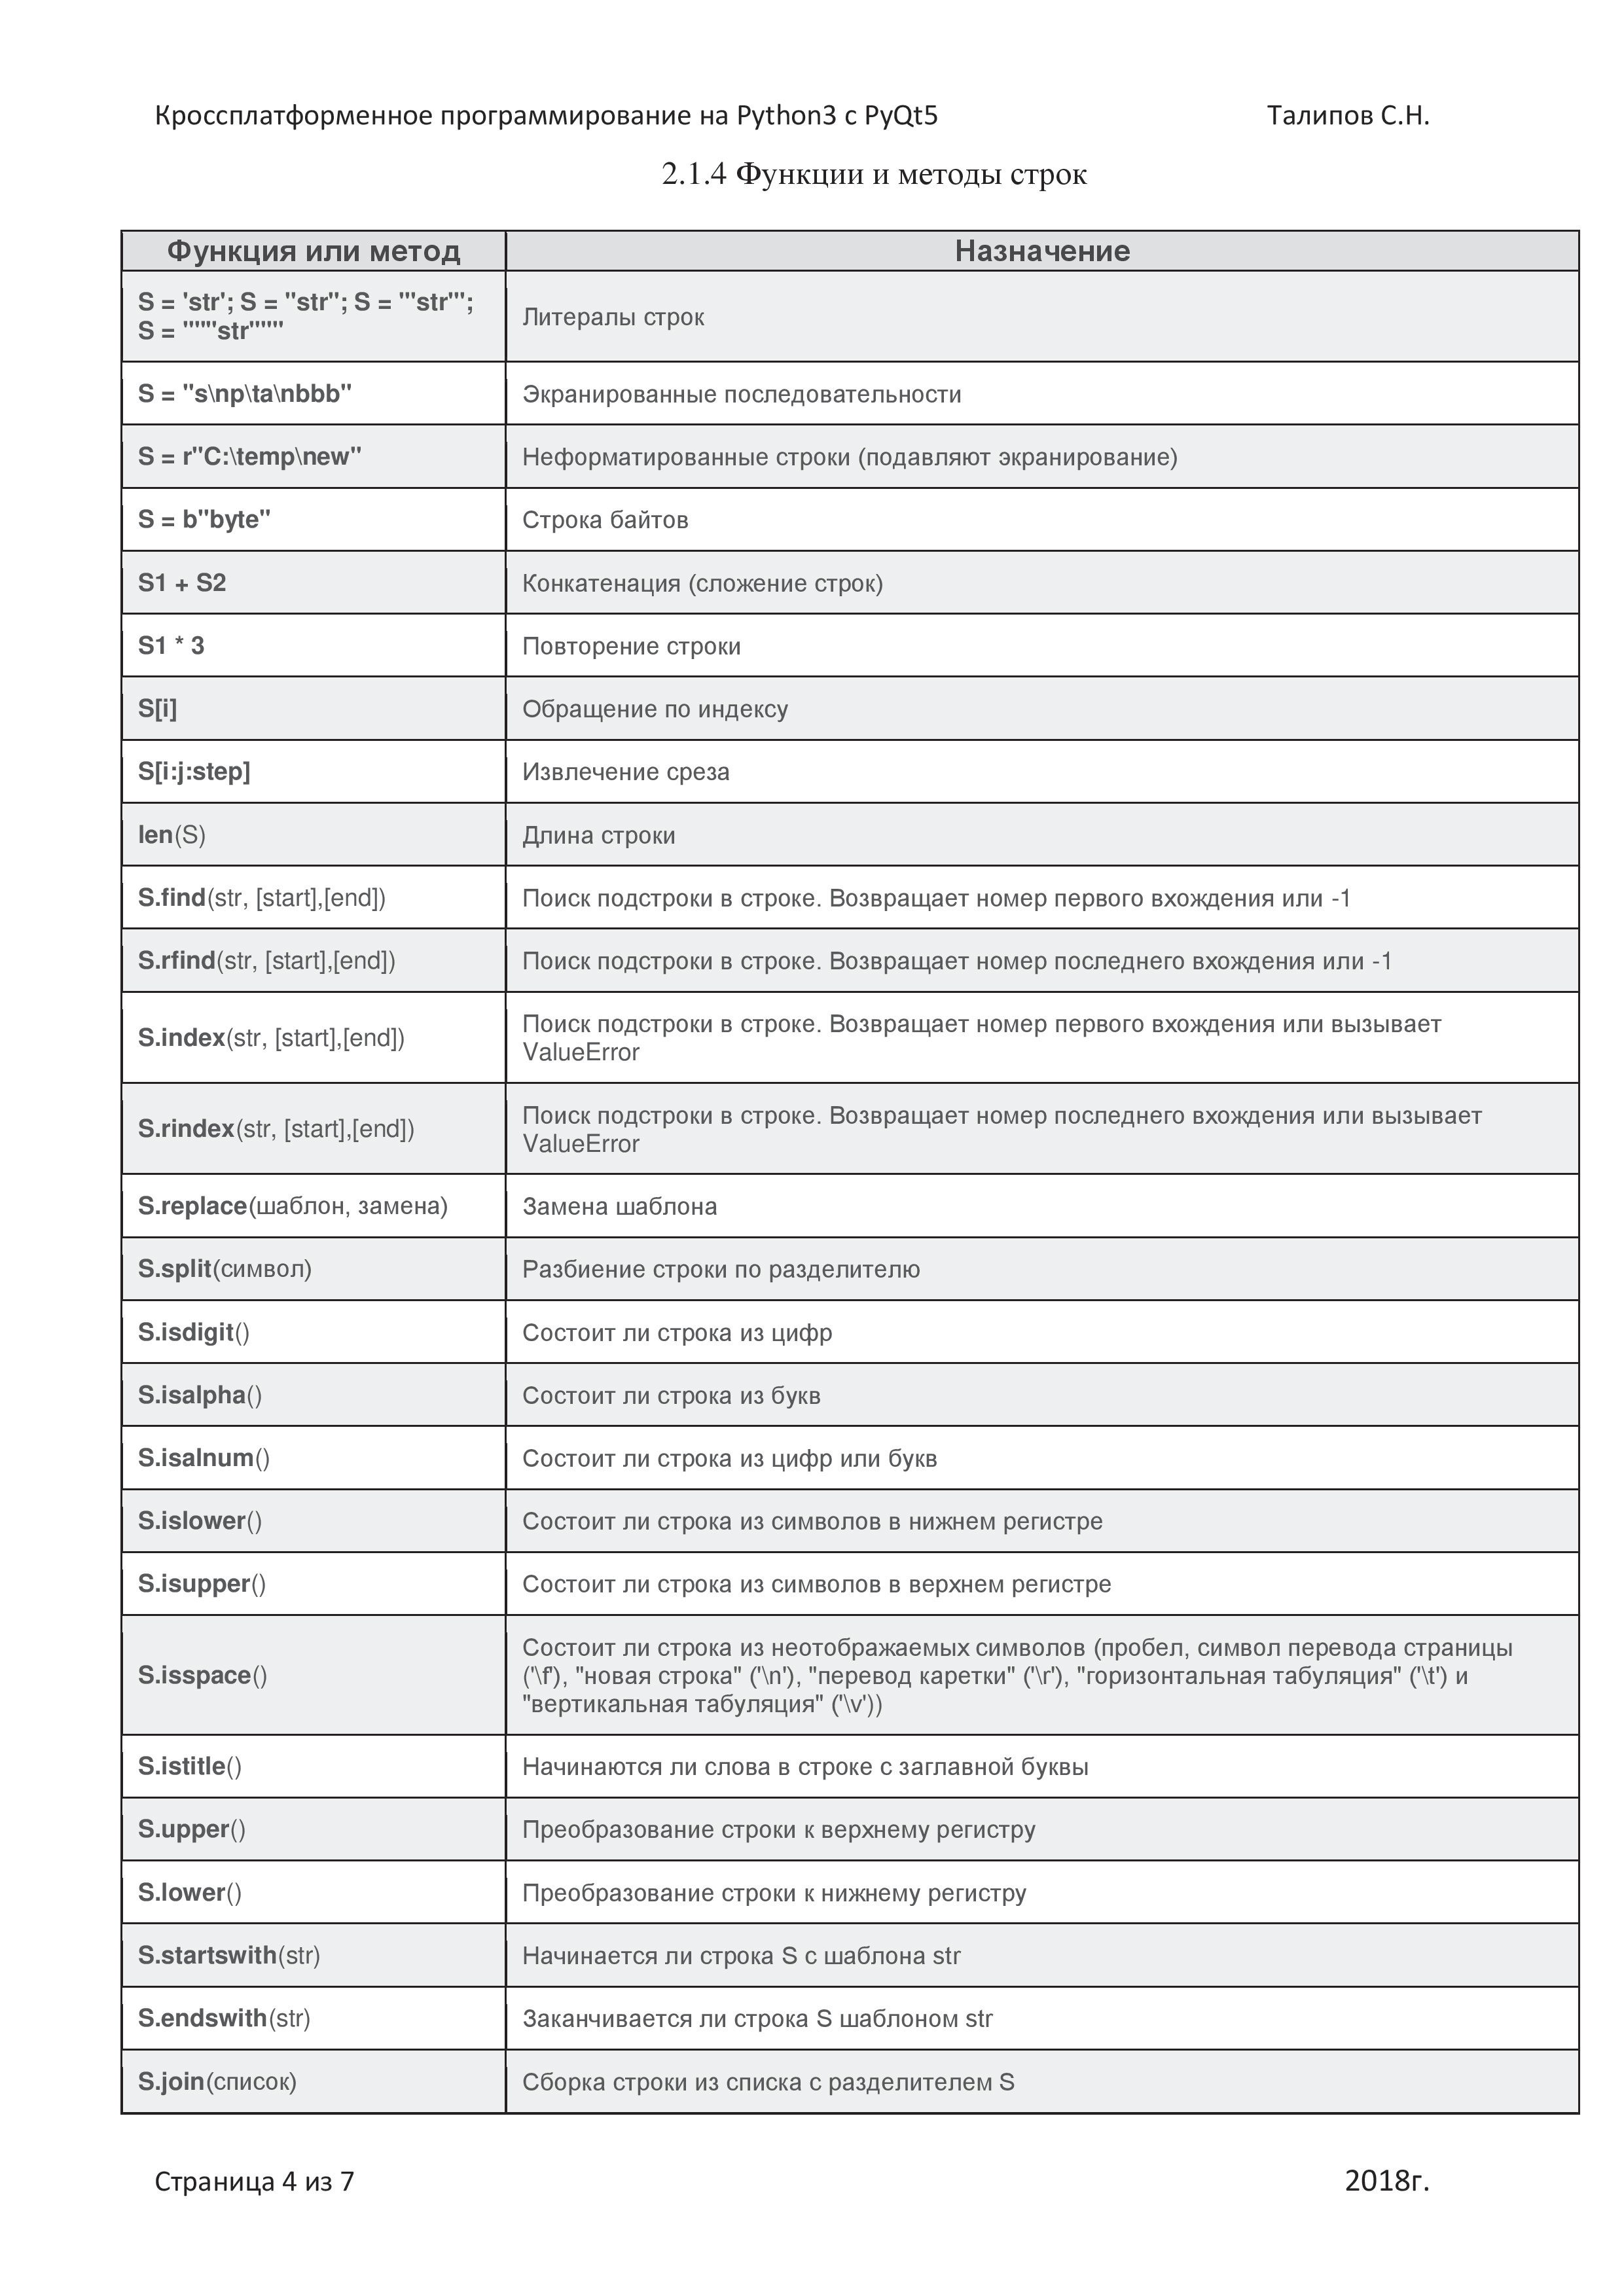 Кроссплатформенное программирование на Python3 с PyQt5 Талипов С.Н.
2.1.4 Функции и методы строк
Функция или метод Назначение
S = 'str'; S = "str"; S = '''str''';
S = """str""" Литералы строк
S = "s\np\ta\nbbb" Экранированные последовательности
S = r"C:\temp\new" Неформатированные строки (подавляют экранирование)
S = b"byte" Строка байтов
S1 + S2 Конкатенация (сложение строк)
S1 * 3 Повторение строки
S[i] Обращение по индексу
S[i:j:step] Извлечение среза
len(S) Длина строки
S.find(str, [start],[end]) Поиск подстроки в строке. Возвращает номер первого вхождения или -1
S.rfind(str, [start],[end]) Поиск подстроки в строке. Возвращает номер последнего вхождения или -1
S.index(str, [start],[end]) Поиск подстроки в строке. Возвращает номер первого вхождения или вызывает
ValueError
S.rindex(str, [start],[end]) Поиск подстроки в строке. Возвращает номер последнего вхождения или вызывает
ValueError
S.replace(шаблон, замена) Замена шаблона
S.split(символ) Разбиение строки по разделителю
S.isdigit() Состоит ли строка из цифр
S.isalpha() Состоит ли строка из букв
S.isalnum() Состоит ли строка из цифр или букв
S.islower() Состоит ли строка из символов в нижнем регистре
S.isupper() Состоит ли строка из символов в верхнем регистре
S.isspace() Состоит ли строка из неотображаемых символов (пробел, символ перевода страницы
('\f'), "новая строка" ('\n'), "перевод каретки" ('\r'), "горизонтальная табуляция" ('\t') и
"вертикальная табуляция" ('\v'))
S.istitle() Начинаются ли слова в строке с заглавной буквы
S.upper() Преобразование строки к верхнему регистру
S.lower() Преобразование строки к нижнему регистру
S.startswith(str) Начинается ли строка S с шаблона str
S.endswith(str) Заканчивается ли строка S шаблоном str
S.join(список) Сборка строки из списка с разделителем S
Страница 4 из 7 2018г.